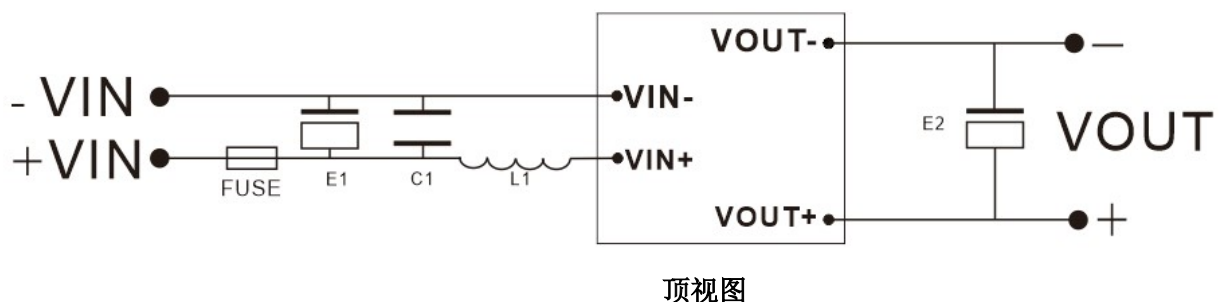 VOUT- —
- VIN VIN-
E2 VOUT
+VIN VIN+
FUSE E1 C1 L1
VOUT+ +
顶视图